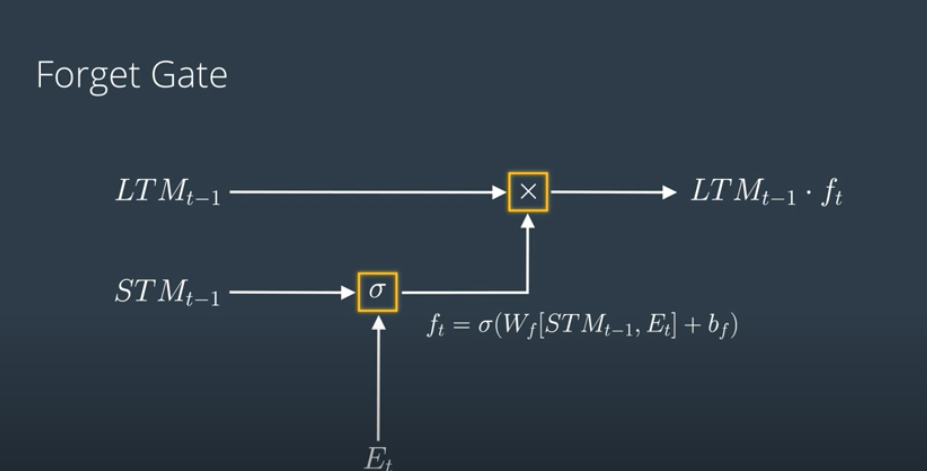 Forget Gate
LTM_{t-1}
×
LTM_{t-1} · f_t
STM_{t-1}
σ
f_t = σ(W_f[STM_{t-1}, E_t] + b_f)
E_t